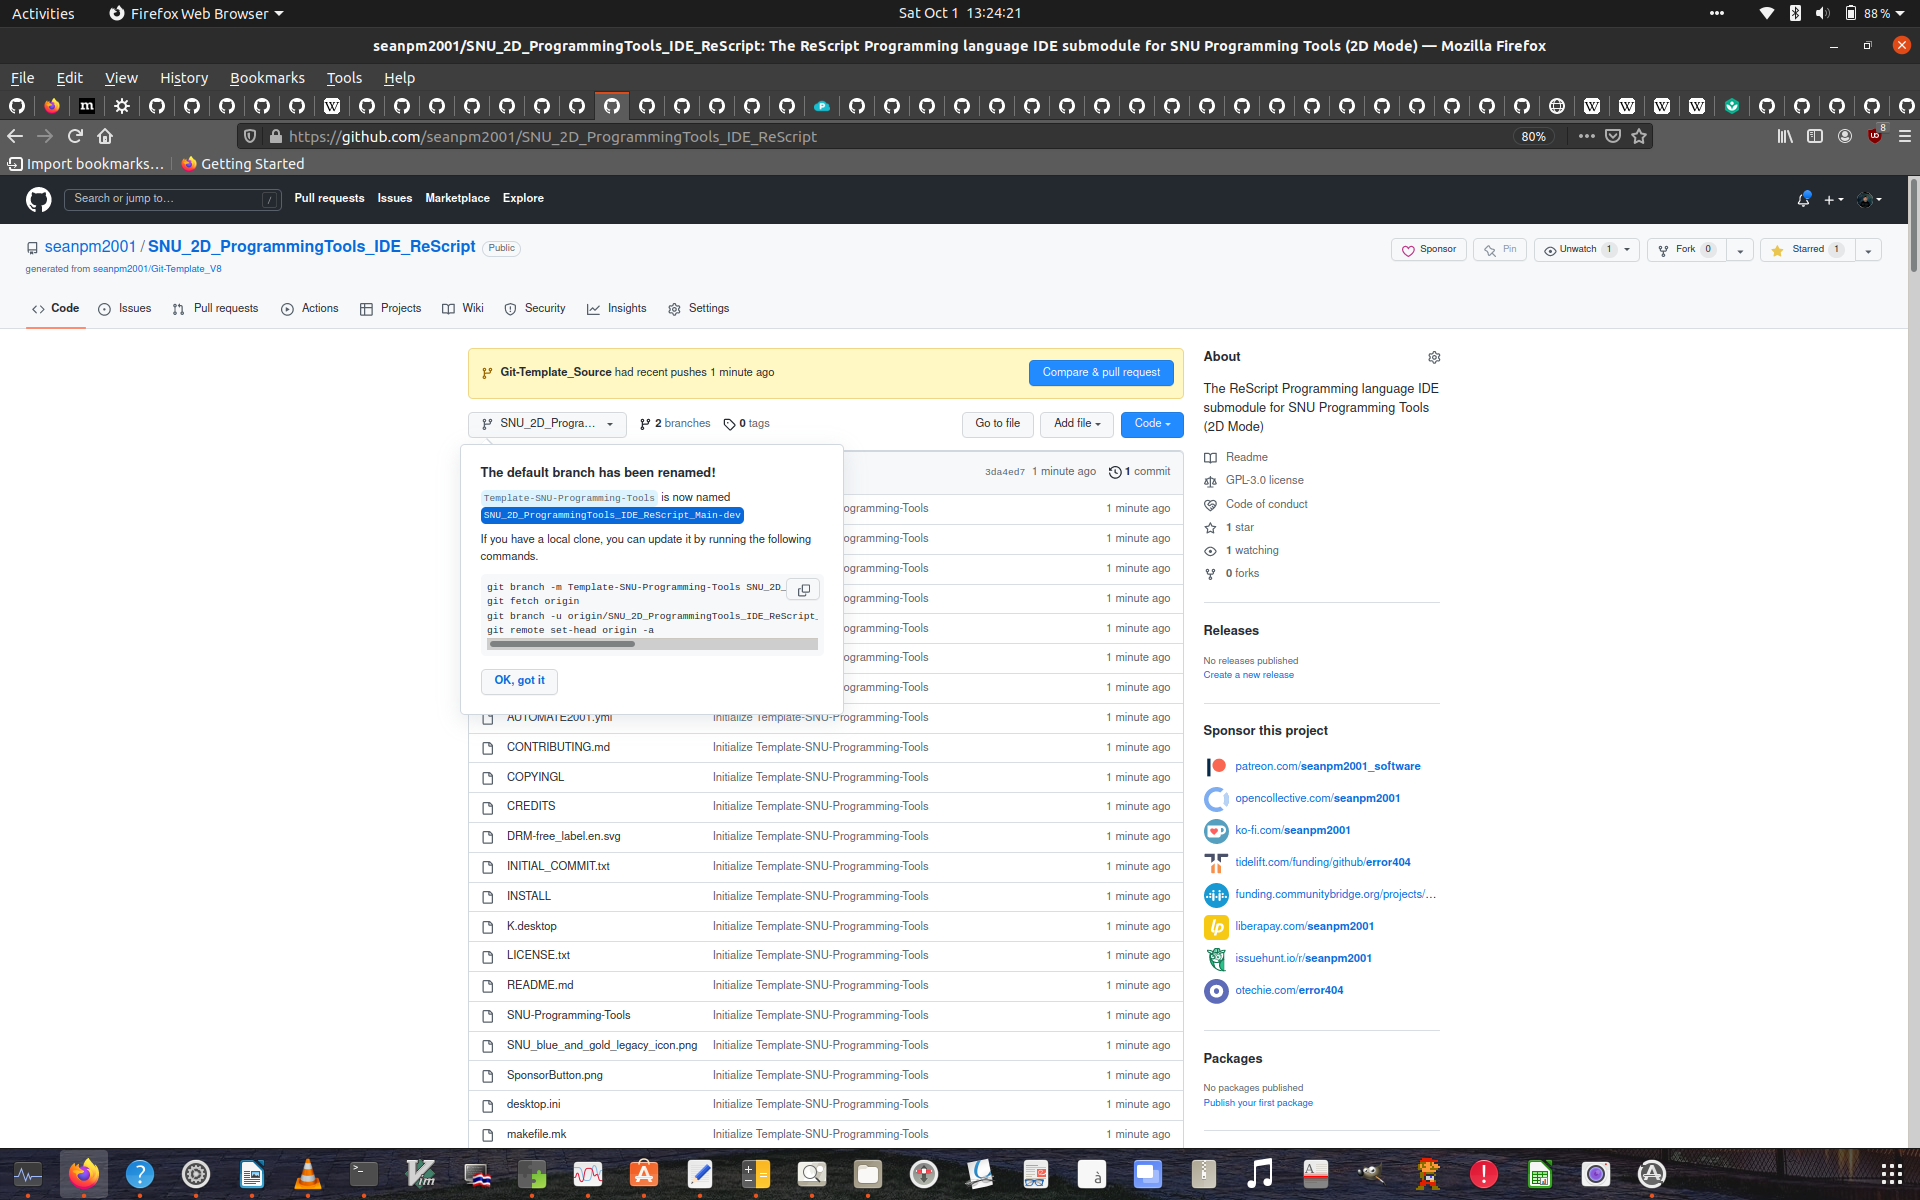 Activities
Firefox Web Browser
Sat Oct 1 13:24:21
88 %
seanpm2001/SNU_2D_ProgrammingTools_IDE_ReScript: The ReScript Programming language IDE submodule for SNU Programming Tools (2D Mode) — Mozilla Firefox
File Edit View History Bookmarks Tools Help
https://github.com/seanpm2001/SNU_2D_ProgrammingTools_IDE_ReScript
80%
8
Import bookmarks...
Getting Started
Search or jump to...
/
Pull requests Issues Marketplace Explore
seanpm2001 / SNU_2D_ProgrammingTools_IDE_ReScript Public
generated from seanpm2001/Git-Template_V8
Sponsor
Pin
Unwatch 1
Fork 0
Starred 1
Code Issues Pull requests Actions Projects Wiki Security Insights Settings
Git-Template_Source had recent pushes 1 minute ago
Compare & pull request
SNU_2D_Progra...
2 branches
0 tags
Go to file
Add file
Code
The default branch has been renamed!
Template-SNU-Programming-Tools is now named
SNU_2D_ProgrammingTools_IDE_ReScript_Main-dev
If you have a local clone, you can update it by running the following
commands.
git branch -m Template-SNU-Programming-Tools SNU_2D_
git fetch origin
git branch -u origin/SNU_2D_ProgrammingTools_IDE_ReScript_
git remote set-head origin -a
OK, got it
3da4ed7 1 minute ago 1 commit
ogramming-Tools 1 minute ago
ogramming-Tools 1 minute ago
ogramming-Tools 1 minute ago
ogramming-Tools 1 minute ago
ogramming-Tools 1 minute ago
ogramming-Tools 1 minute ago
ogramming-Tools 1 minute ago
AUTOMATE2001.yml Initialize Template-SNU-Programming-Tools 1 minute ago
CONTRIBUTING.md Initialize Template-SNU-Programming-Tools 1 minute ago
COPYINGL Initialize Template-SNU-Programming-Tools 1 minute ago
CREDITS Initialize Template-SNU-Programming-Tools 1 minute ago
DRM-free_label.en.svg Initialize Template-SNU-Programming-Tools 1 minute ago
INITIAL_COMMIT.txt Initialize Template-SNU-Programming-Tools 1 minute ago
INSTALL Initialize Template-SNU-Programming-Tools 1 minute ago
K.desktop Initialize Template-SNU-Programming-Tools 1 minute ago
LICENSE.txt Initialize Template-SNU-Programming-Tools 1 minute ago
README.md Initialize Template-SNU-Programming-Tools 1 minute ago
SNU-Programming-Tools Initialize Template-SNU-Programming-Tools 1 minute ago
SNU_blue_and_gold_legacy_icon.png Initialize Template-SNU-Programming-Tools 1 minute ago
SponsorButton.png Initialize Template-SNU-Programming-Tools 1 minute ago
desktop.ini Initialize Template-SNU-Programming-Tools 1 minute ago
makefile.mk Initialize Template-SNU-Programming-Tools 1 minute ago
About
The ReScript Programming language IDE
submodule for SNU Programming Tools
(2D Mode)
Readme
GPL-3.0 license
Code of conduct
1 star
1 watching
0 forks
Releases
No releases published
Create a new release
Sponsor this project
patreon.com/seanpm2001_software
opencollective.com/seanpm2001
ko-fi.com/seanpm2001
tidelift.com/funding/github/error404
funding.communitybridge.org/projects/...
liberapay.com/seanpm2001
issuehunt.io/r/seanpm2001
otechie.com/error404
Packages
No packages published
Publish your first package